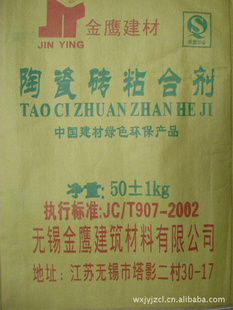 金鹰建材
JIN YING
陶瓷砖粘合剂
TAO CI ZHUAN ZHAN HE JI
中国建材绿色环保产品
净量:50±1kg
执行标准:JC/T907-2002
无锡金鹰建筑材料有限公司
地址:江苏无锡市塔影二村30-17
wxjyjzcl.cn.alibaba.com